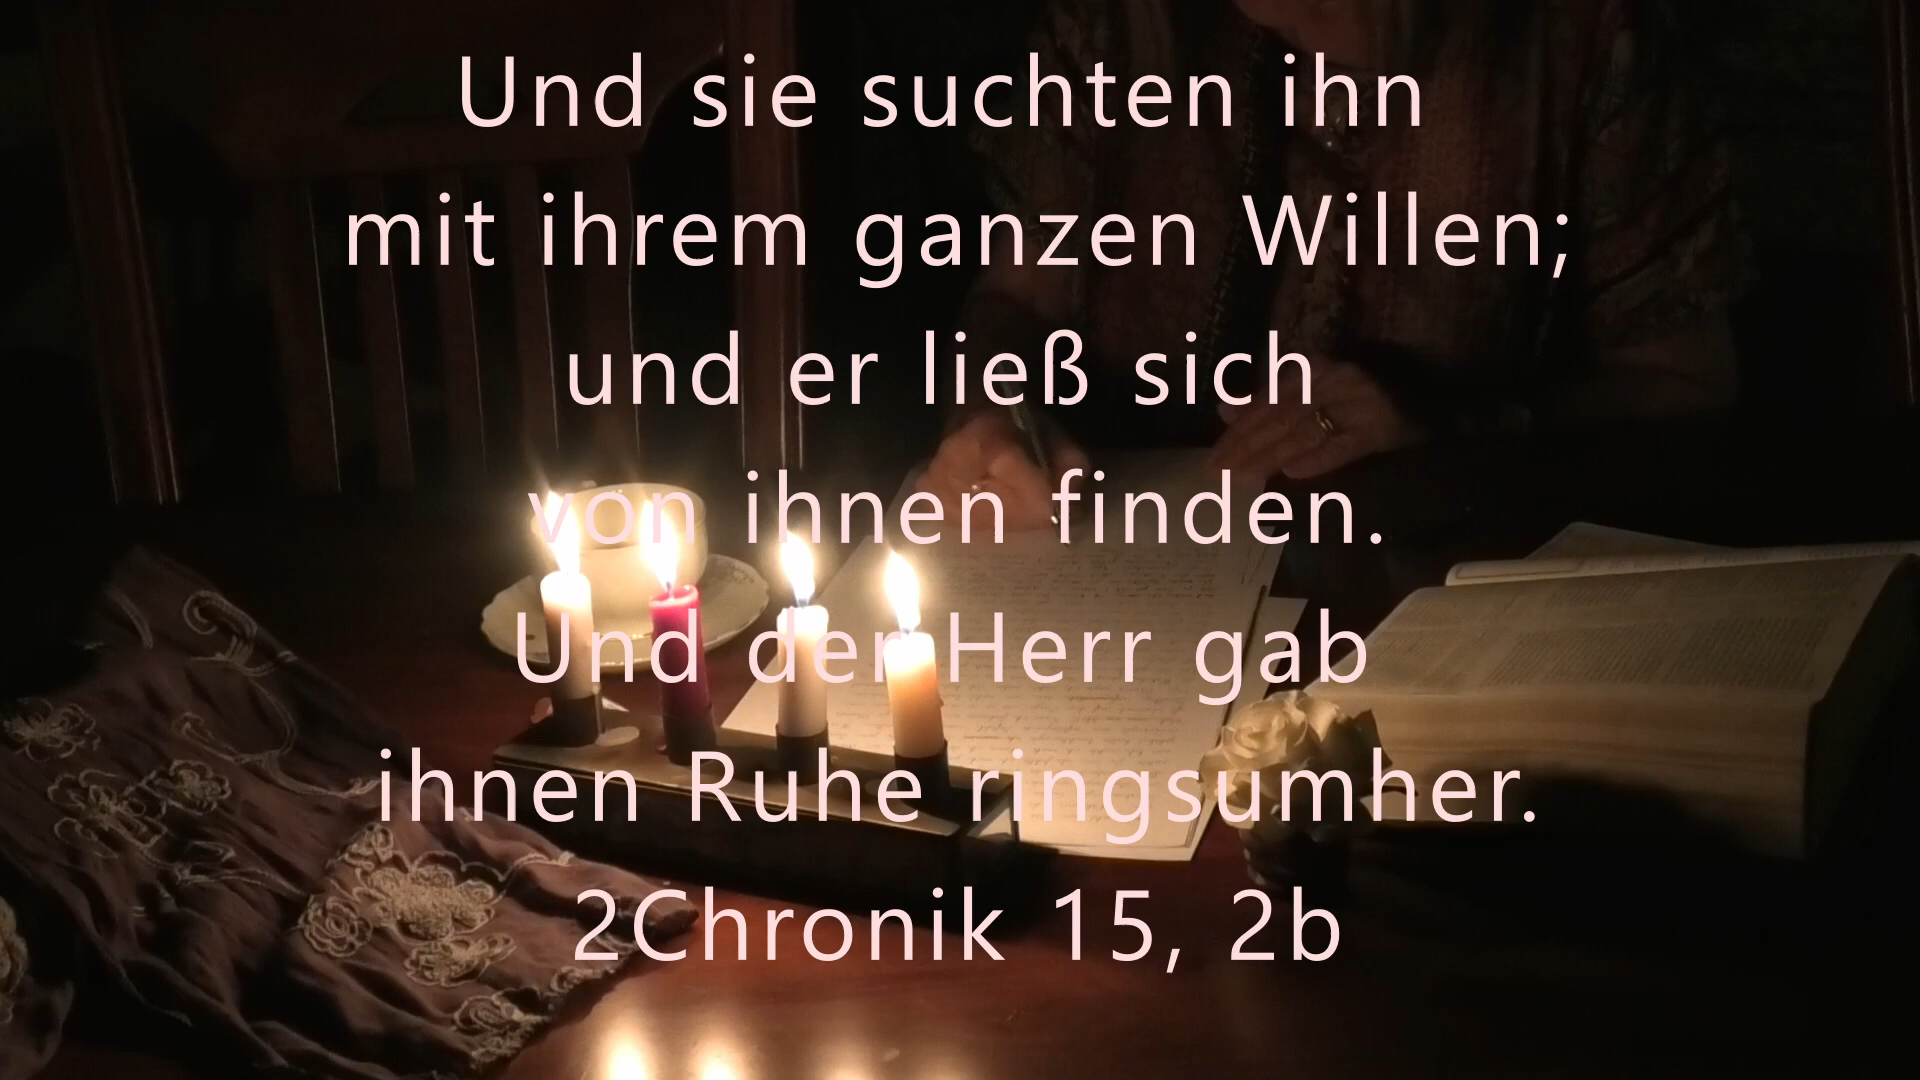 Und sie suchten ihn
mit ihrem ganzen Willen;
und er ließ sich
von ihnen finden.
Und der Herr gab
ihnen Ruhe ringsumher.
2Chronik 15, 2b